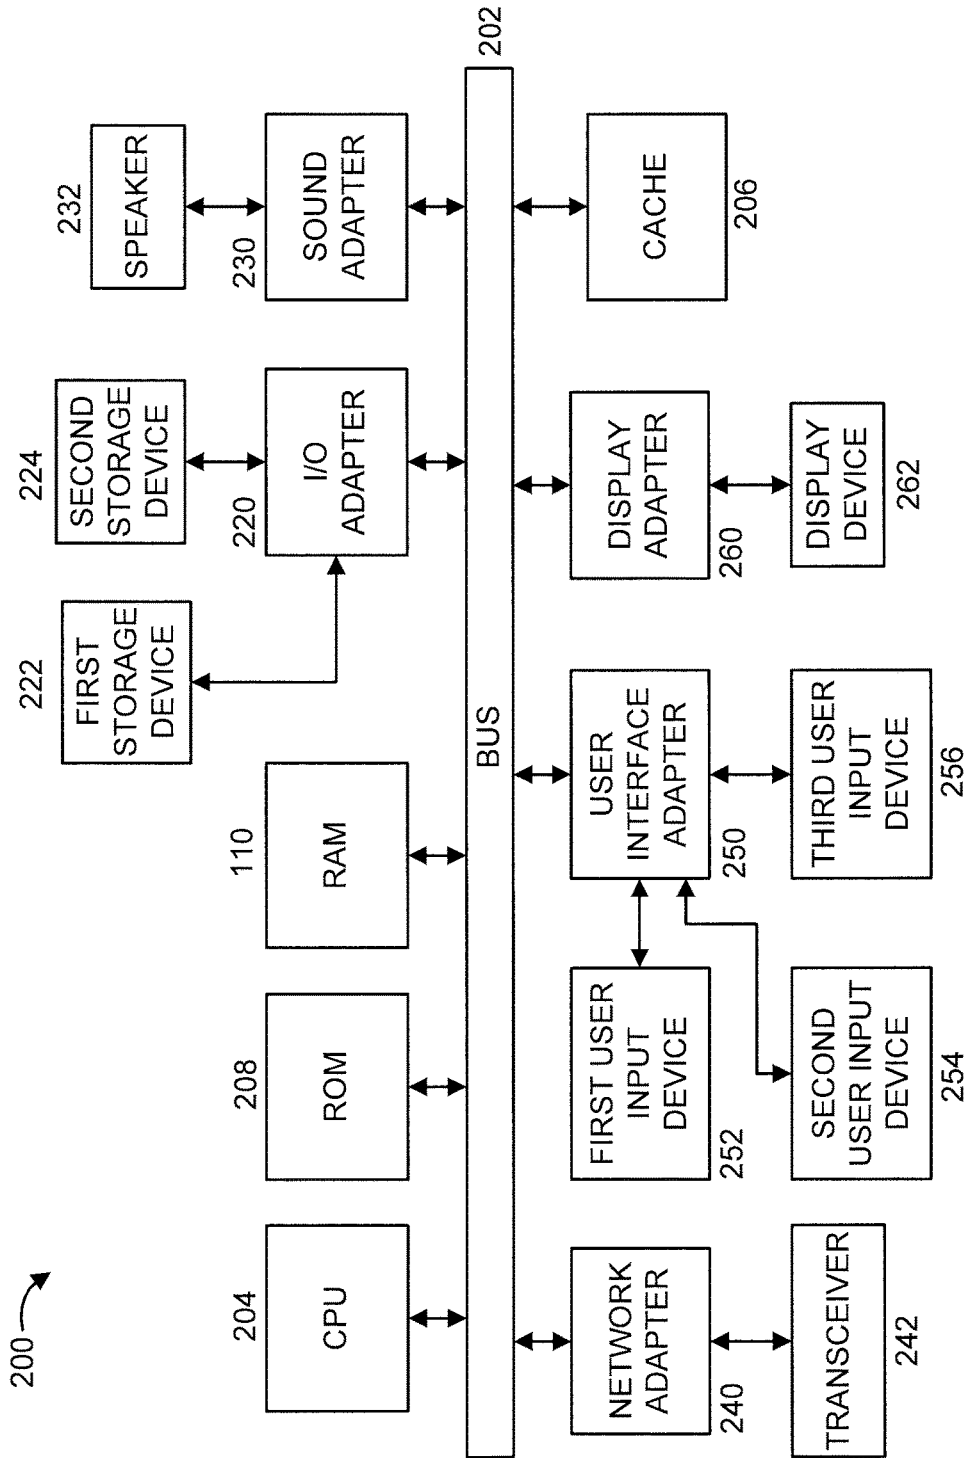 200
204
CPU
208
ROM
110
RAM
222
FIRST
STORAGE
DEVICE
224
SECOND
STORAGE
DEVICE
220
I/O
ADAPTER
232
SPEAKER
230
SOUND
ADAPTER
BUS
202
NETWORK
ADAPTER
240
TRANSCEIVER
242
FIRST USER
INPUT
DEVICE
252
SECOND
USER INPUT
DEVICE
254
USER
INTERFACE
ADAPTER
250
THIRD USER
INPUT
DEVICE
256
DISPLAY
ADAPTER
260
DISPLAY
DEVICE
262
CACHE
206